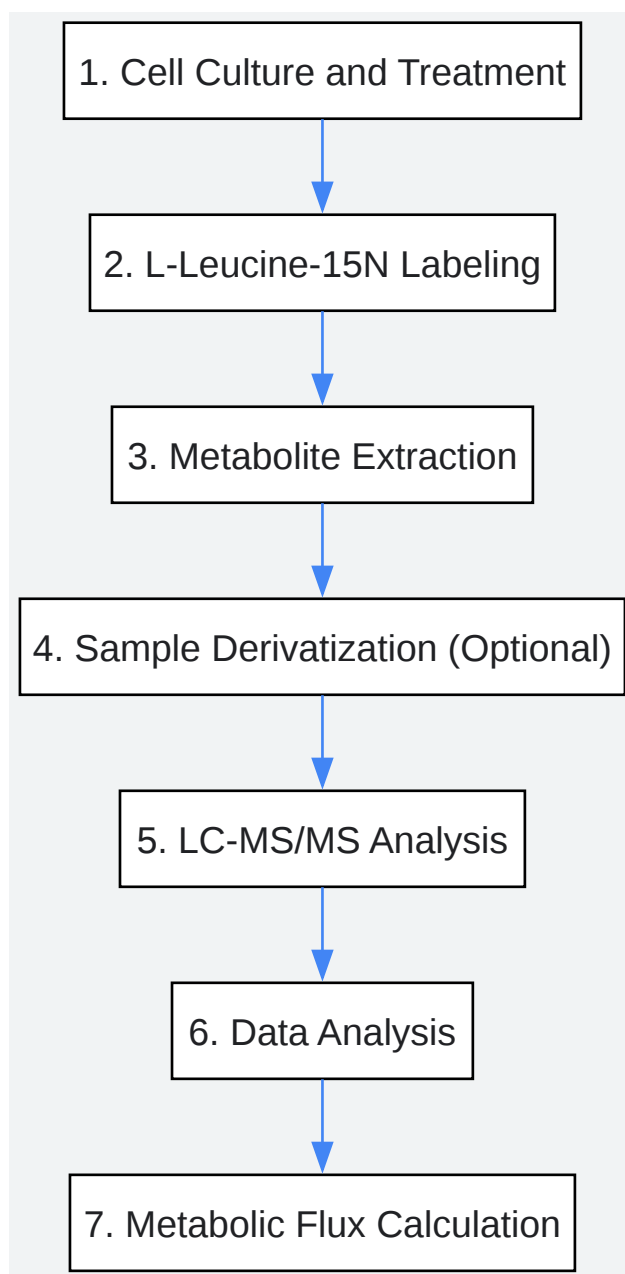 1. Cell Culture and Treatment
2. L-Leucine-15N Labeling
3. Metabolite Extraction
4. Sample Derivatization (Optional)
5. LC-MS/MS Analysis
6. Data Analysis
7. Metabolic Flux Calculation